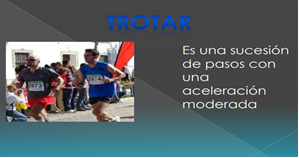 TROTAR
Es una sucesión
de pasos con
una
aceleración
moderada